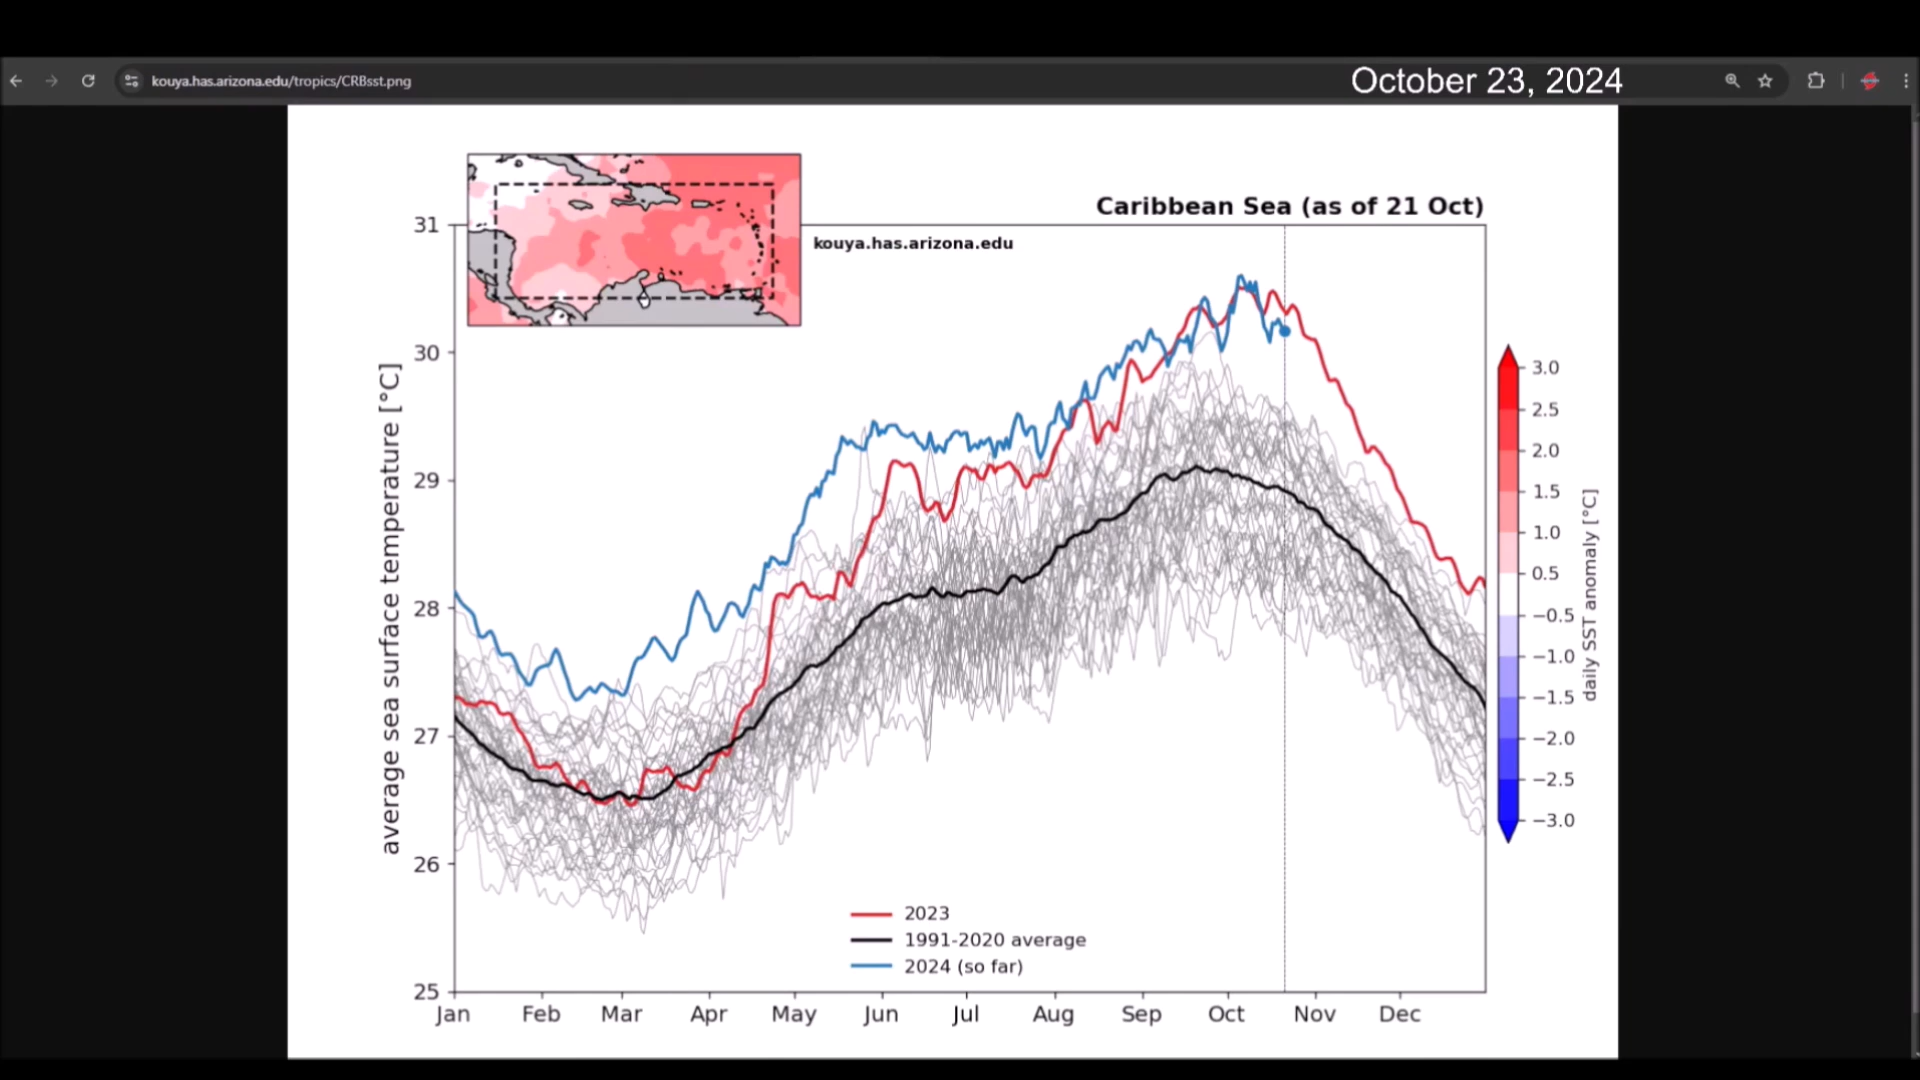 kouya.has.arizona.edu/tropics/CRBsst.png
October 23, 2024
Caribbean Sea (as of 21 Oct)
kouya.has.arizona.edu
average sea surface temperature [°C]
31
30
29
28
27
26
25
Jan Feb Mar Apr May Jun Jul Aug Sep Oct Nov Dec
2023
1991-2020 average
2024 (so far)
3.0
2.5
2.0
1.5
1.0
0.5
−0.5
−1.0
−1.5
−2.0
−2.5
−3.0
daily SST anomaly [°C]